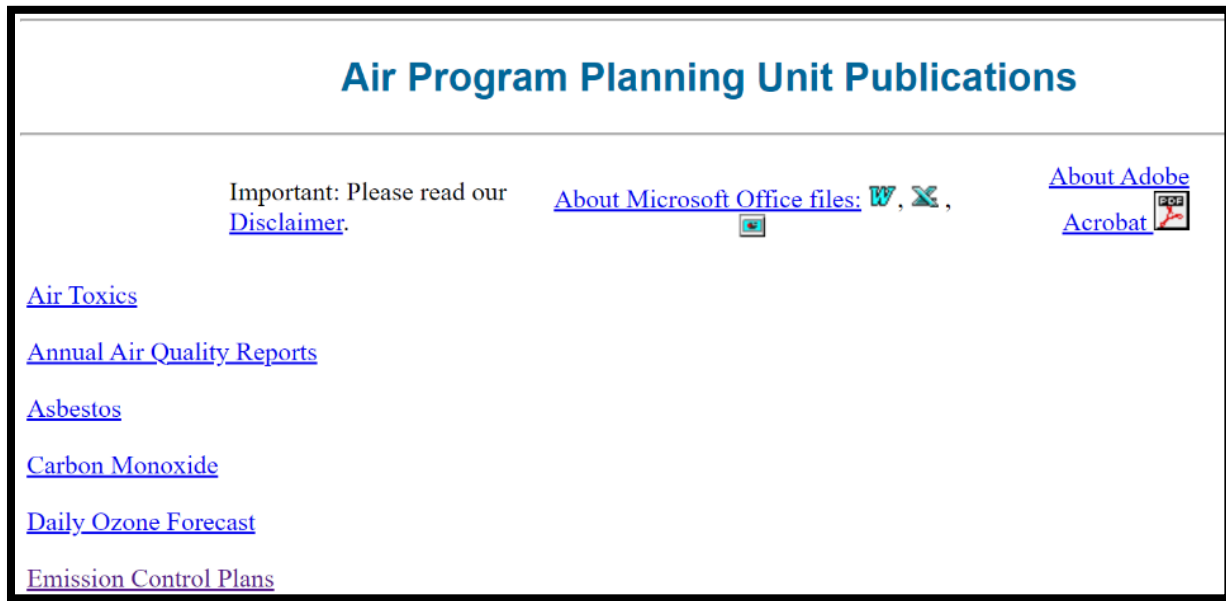 Air Program Planning Unit Publications
Important: Please read our
Disclaimer.
About Microsoft Office files: W, X,
About Adobe
Acrobat PDF
Air Toxics
Annual Air Quality Reports
Asbestos
Carbon Monoxide
Daily Ozone Forecast
Emission Control Plans